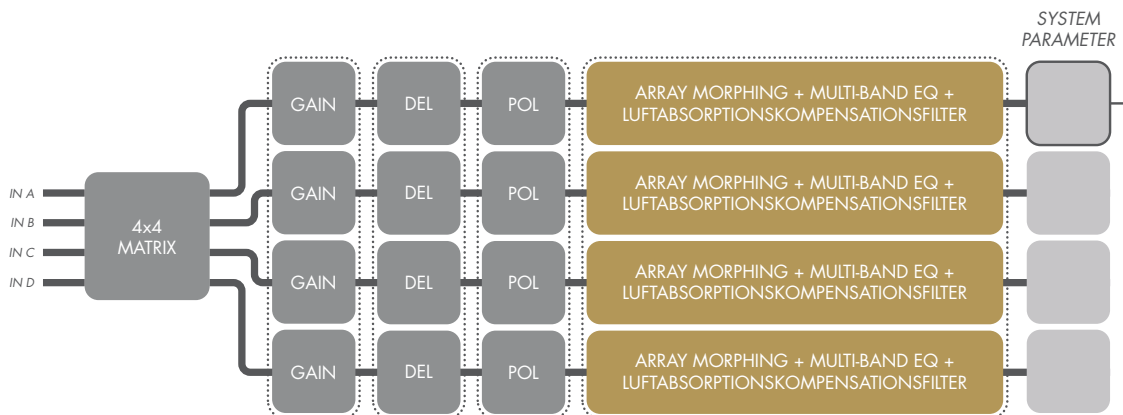 SYSTEM
PARAMETER
GAIN
DEL
POL
ARRAY MORPHING + MULTI-BAND EQ +
LUFTABSORPTIONSKOMPENSATIONSFILTER
IN A
IN B
IN C
IN D
4x4
MATRIX
GAIN
DEL
POL
ARRAY MORPHING + MULTI-BAND EQ +
LUFTABSORPTIONSKOMPENSATIONSFILTER
GAIN
DEL
POL
ARRAY MORPHING + MULTI-BAND EQ +
LUFTABSORPTIONSKOMPENSATIONSFILTER
GAIN
DEL
POL
ARRAY MORPHING + MULTI-BAND EQ +
LUFTABSORPTIONSKOMPENSATIONSFILTER